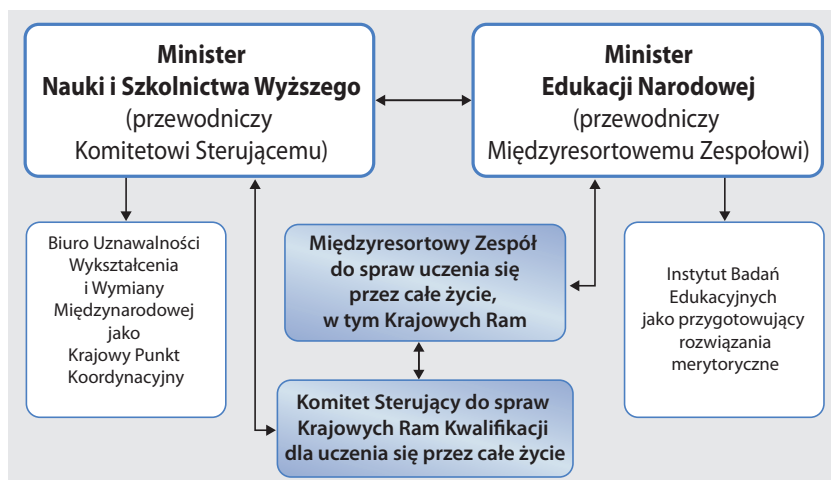 Minister
Nauki i Szkolnictwa Wyższego
(przewodniczy
Komitetowi Sterującemu)
Minister
Edukacji Narodowej
(przewodniczy
Międzyresortowemu Zespołowi)
Biuro Uznawalności
Wykształcenia
i Wymiany
Międzynarodowej
jako
Krajowy Punkt
Koordynacyjny
Międzyresortowy Zespół
do spraw uczenia się
przez całe życie,
w tym Krajowych Ram
Instytut Badań
Edukacyjnych
jako przygotowujący
rozwiązania
merytoryczne
Komitet Sterujący do spraw
Krajowych Ram Kwalifikacji
dla uczenia się przez całe życie